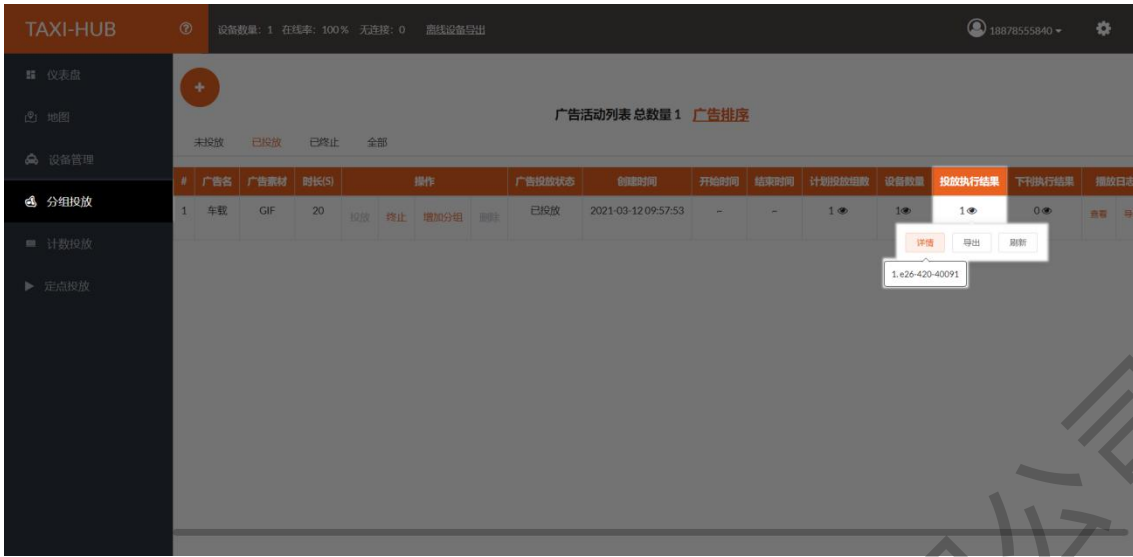 TAXI-HUB
设备数量: 1 在线率: 100% 无连接: 0 离线设备导出
18878555840
仪表盘
地图
设备管理
分组投放
计数投放
定点投放
+
广告活动列表 总数量 1 广告排序
未投放 已投放 已终止 全部
# 广告名 广告素材 时长(S) 操作 广告投放状态 创建时间 开始时间 结束时间 计划投放组数 设备数量 投放执行结果 下刊执行结果 播放日志
1 车载 GIF 20 投放 终止 增加分组 删除 已投放 2021-03-12 09:57:53 – – 1 1 1 0 查看 导
详情 导出 刷新
1. e26-420-40091
公司